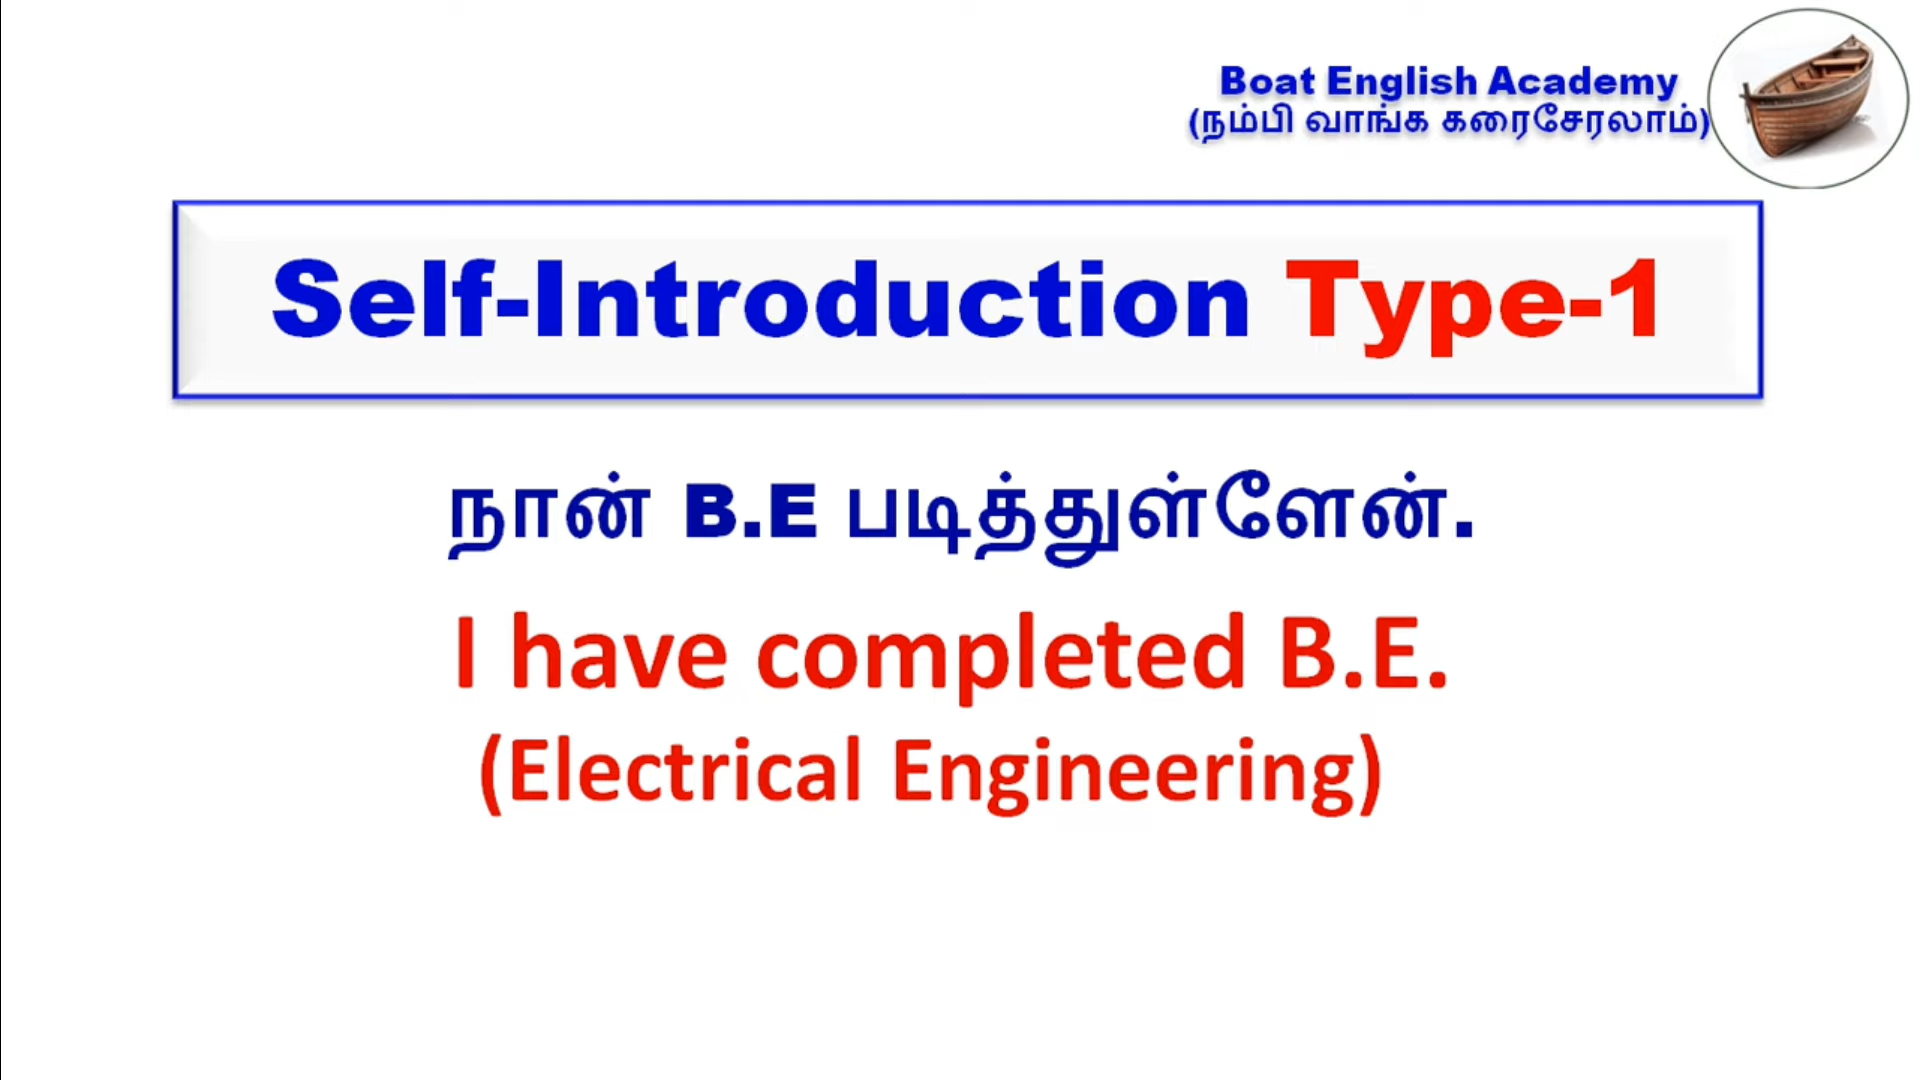 Boat English Academy
(நம்பி வாங்க கரைசேரலாம்)
Self-Introduction Type-1
நான் B.E படித்துள்ளேன்.
I have completed B.E.
(Electrical Engineering)